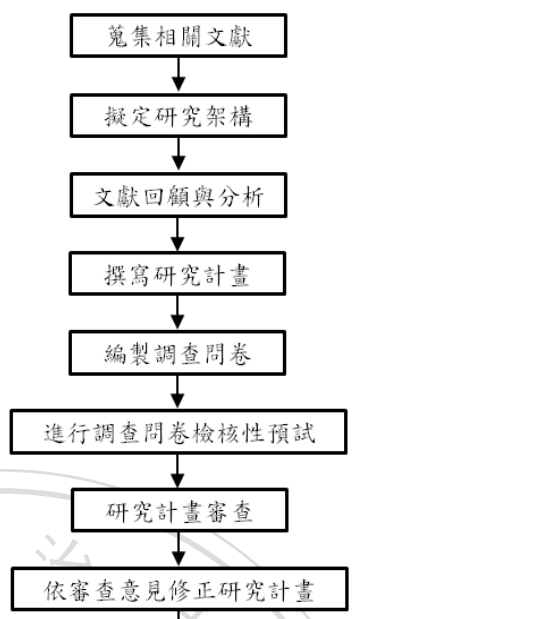 蒐集相關文獻
擬定研究架構
文獻回顧與分析
撰寫研究計畫
編製調查問卷
進行調查問卷檢核性預試
研究計畫審查
依審查意見修正研究計畫